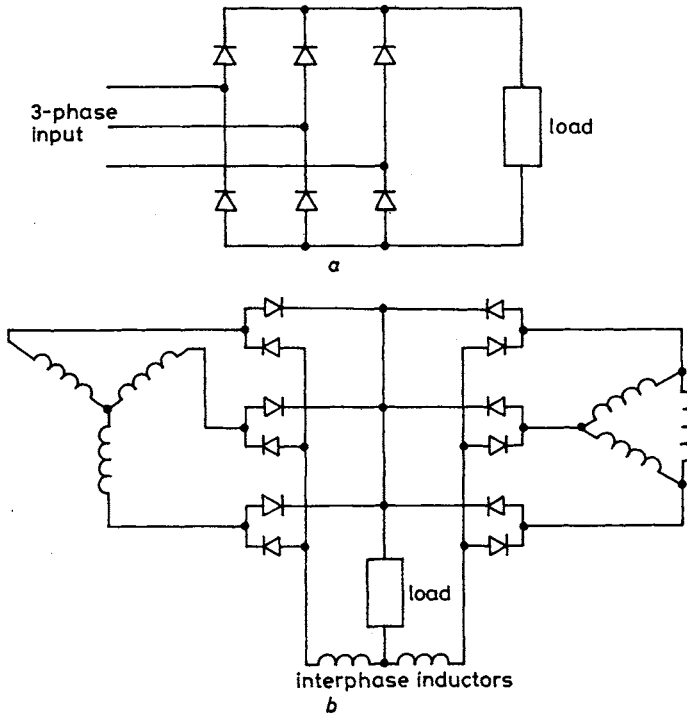 3-phase
input
load
a
load
interphase inductors
b